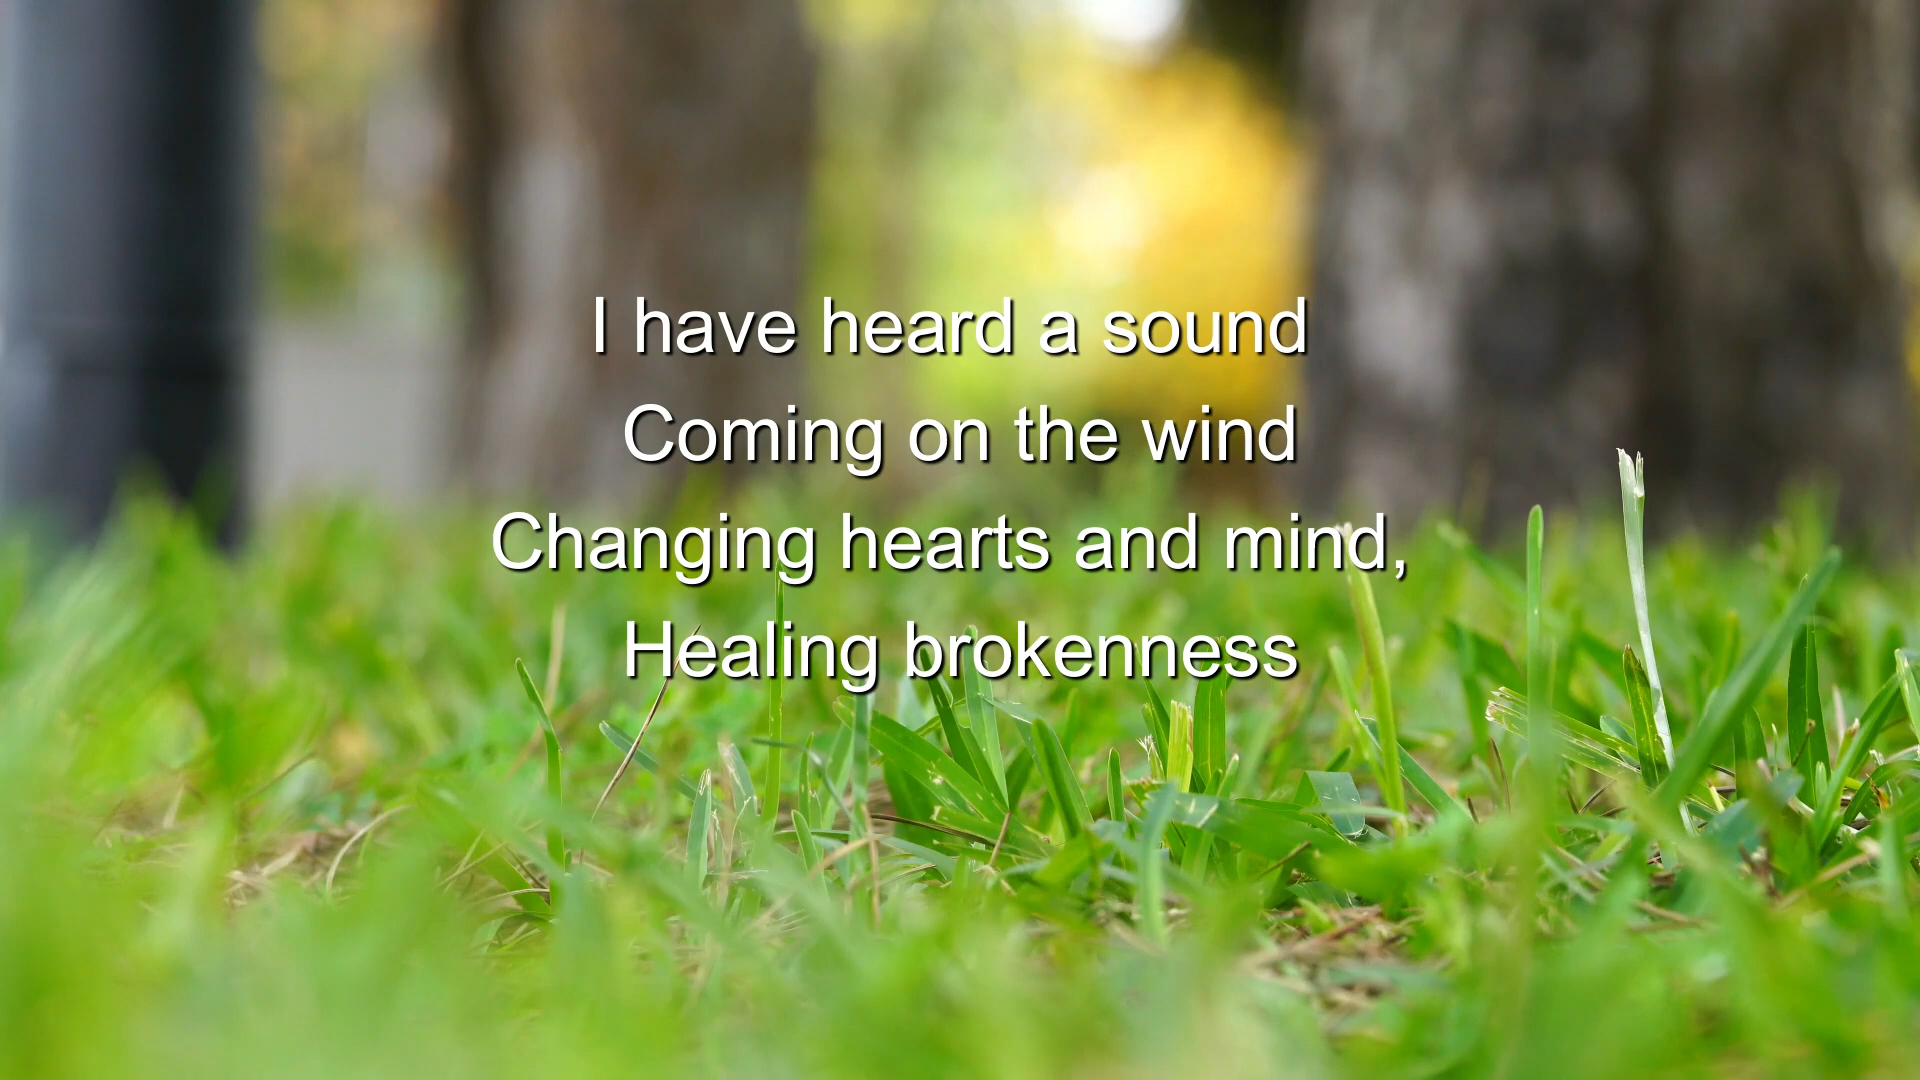 I have heard a sound
Coming on the wind
Changing hearts and mind,
Healing brokenness